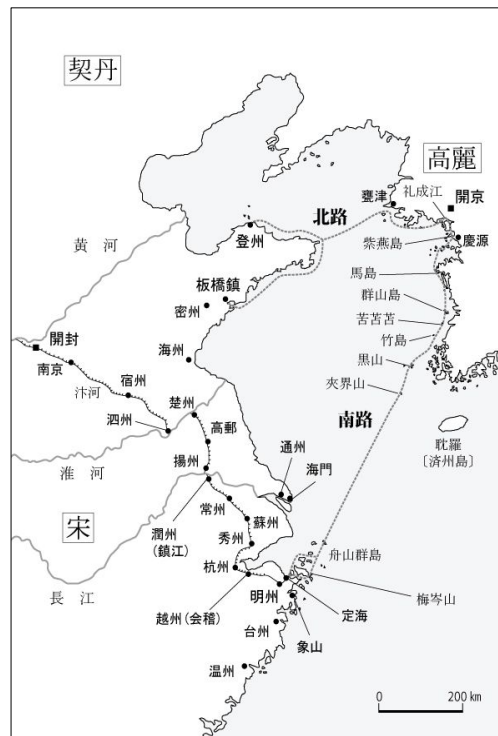 契丹
高麗
甕津
礼成江
開京
北路
登州
紫燕島
慶源
黄河
馬島
板橋鎮
群山島
密州
苦苫苫
開封
竹島
海州
南京
黒山
宿州
汴河
夾界山
楚州
泗州
南路
高郵
耽羅
〔済州島〕
通州
揚州
海門
淮河
常州
宋
潤州
(鎮江)
蘇州
秀州
舟山群島
杭州
長江
明州
梅岑山
越州(会稽)
定海
台州
象山
温州
0
200 km